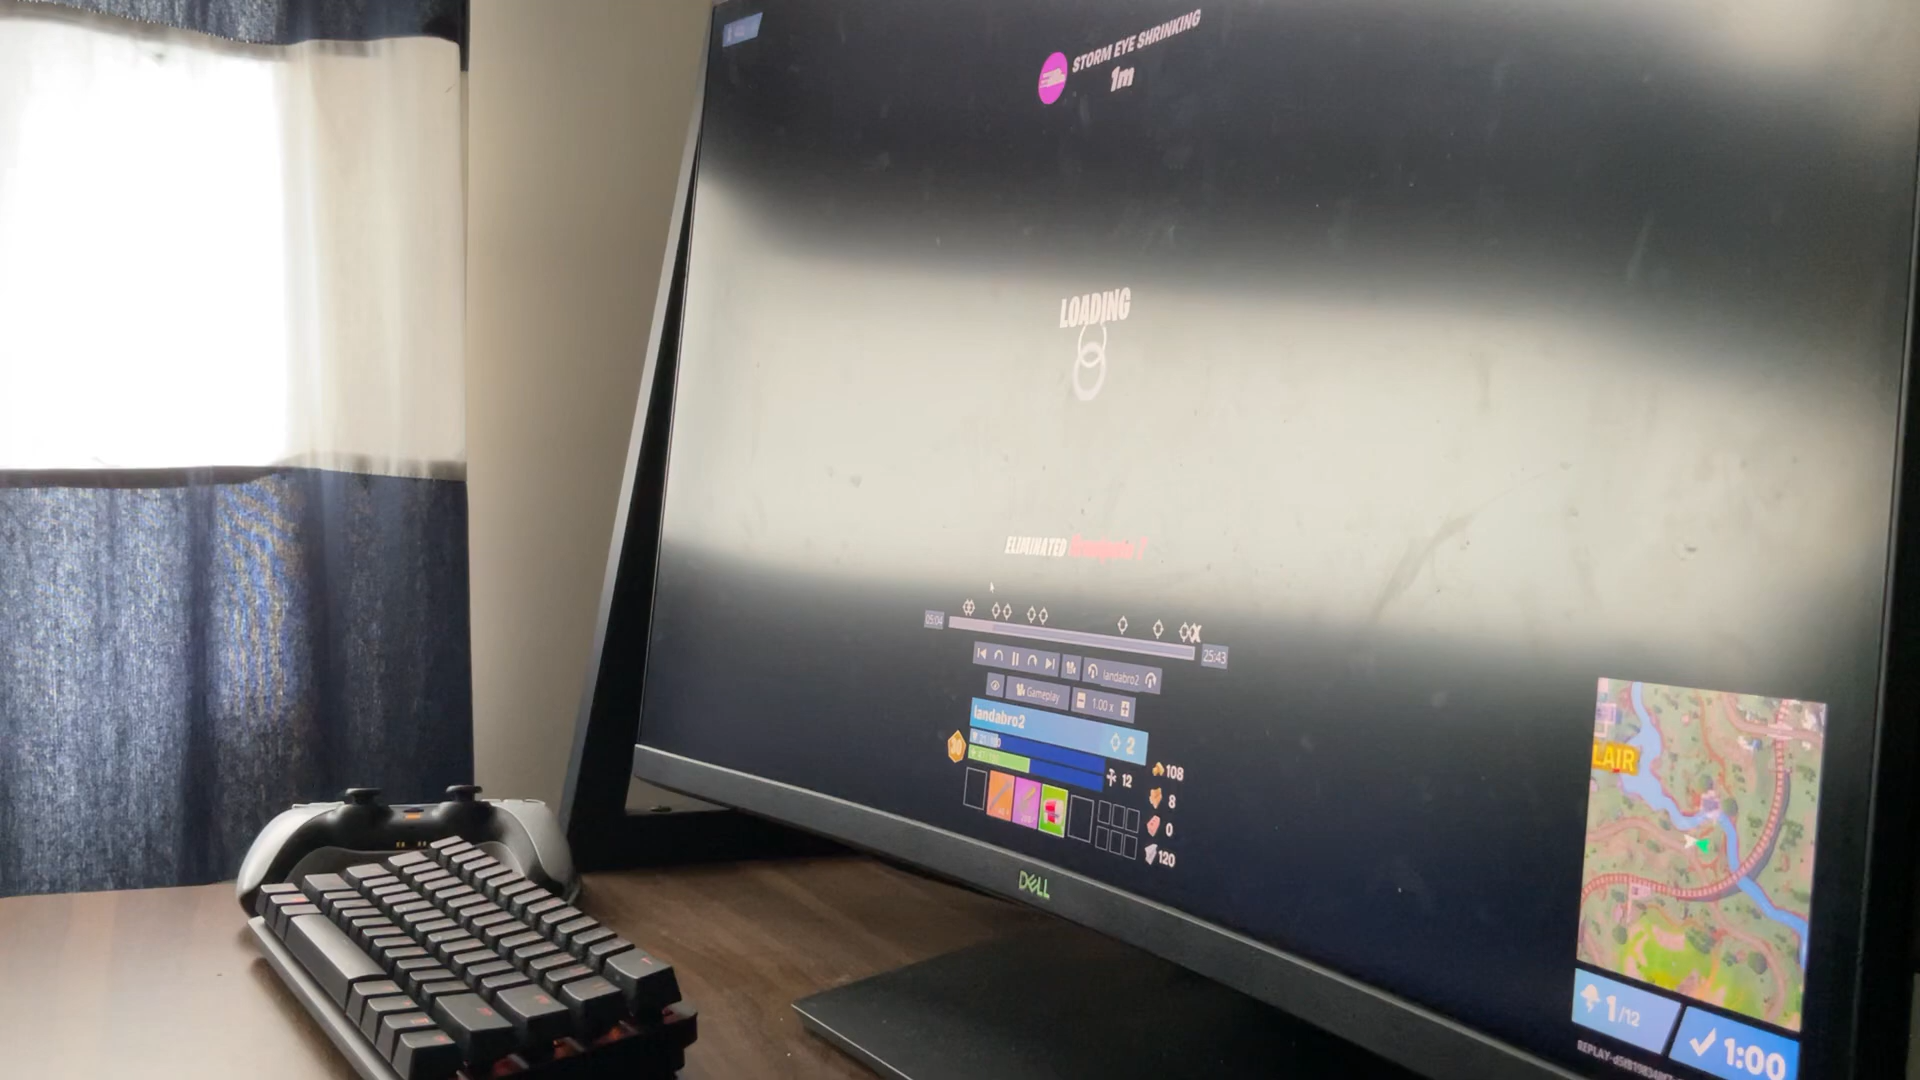 STORM EYE SHRINKING
1m
LOADING
ELIMINATED
05:04
25:43
landabro2
Gameplay
1.00 x
landabro2
2
30
12
108
8
0
120
DELL
LAIR
1/12
1:00